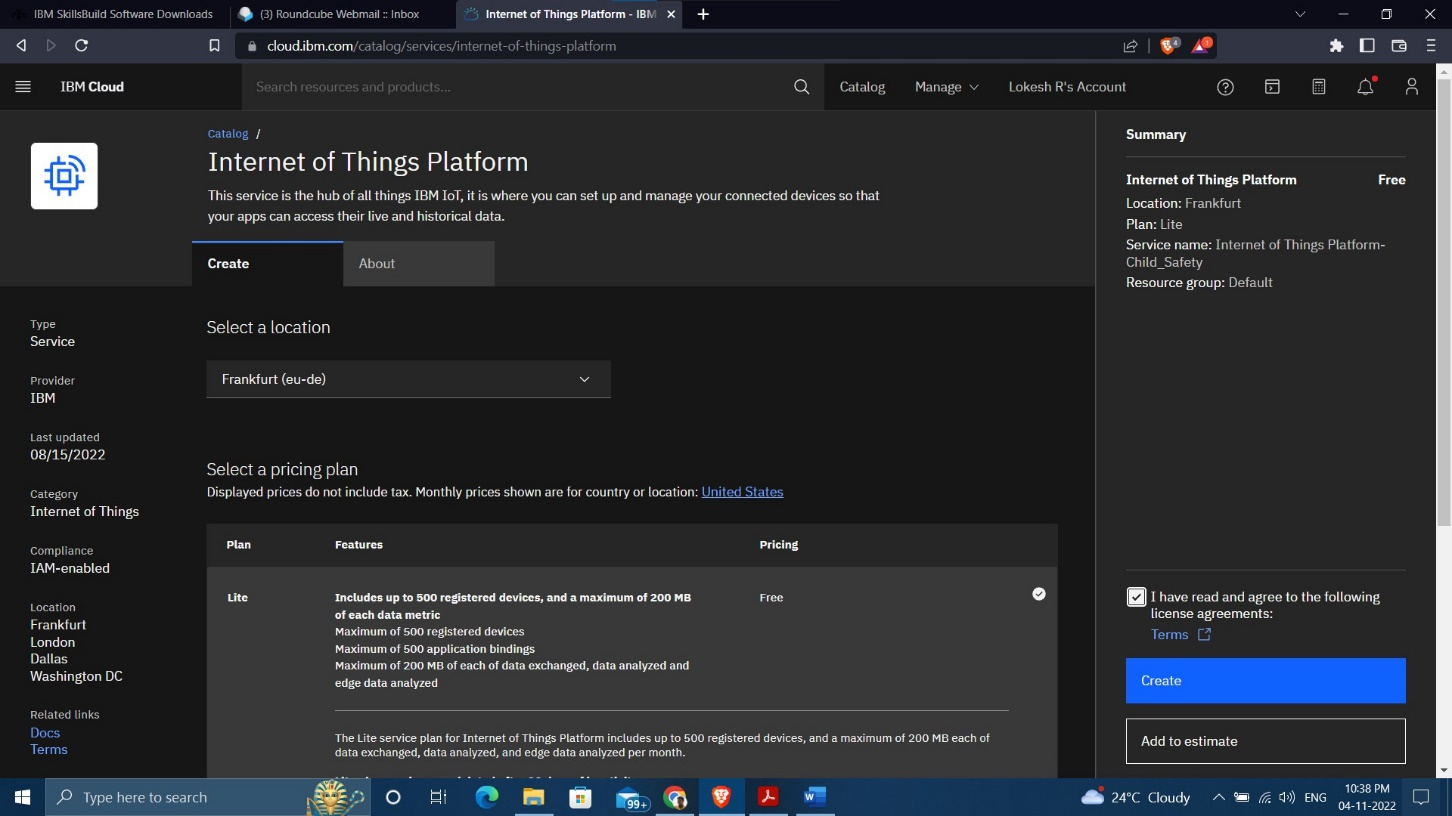 IBM SkillsBuild Software Downloads
(3) Roundcube Webmail :: Inbox
Internet of Things Platform - IBM
cloud.ibm.com/catalog/services/internet-of-things-platform
4
1
IBM Cloud
Search resources and products...
Catalog
Manage
Lokesh R's Account
Catalog /
Internet of Things Platform
This service is the hub of all things IBM IoT, it is where you can set up and manage your connected devices so that
your apps can access their live and historical data.
Create
About
Type
Service
Provider
IBM
Last updated
08/15/2022
Category
Internet of Things
Compliance
IAM-enabled
Location
Frankfurt
London
Dallas
Washington DC
Related links
Docs
Terms
Select a location
Frankfurt (eu-de)
Select a pricing plan
Displayed prices do not include tax. Monthly prices shown are for country or location: United States
Plan
Features
Pricing
Lite
Includes up to 500 registered devices, and a maximum of 200 MB
of each data metric
Maximum of 500 registered devices
Maximum of 500 application bindings
Maximum of 200 MB of each of data exchanged, data analyzed and
edge data analyzed
Free
The Lite service plan for Internet of Things Platform includes up to 500 registered devices, and a maximum of 200 MB each of
data exchanged, data analyzed, and edge data analyzed per month.
Summary
Internet of Things Platform Free
Location: Frankfurt
Plan: Lite
Service name: Internet of Things Platform-
Child_Safety
Resource group: Default
I have read and agree to the following
license agreements:
Terms
Create
Add to estimate
Type here to search
99+
24°C Cloudy
ENG
10:38 PM
04-11-2022